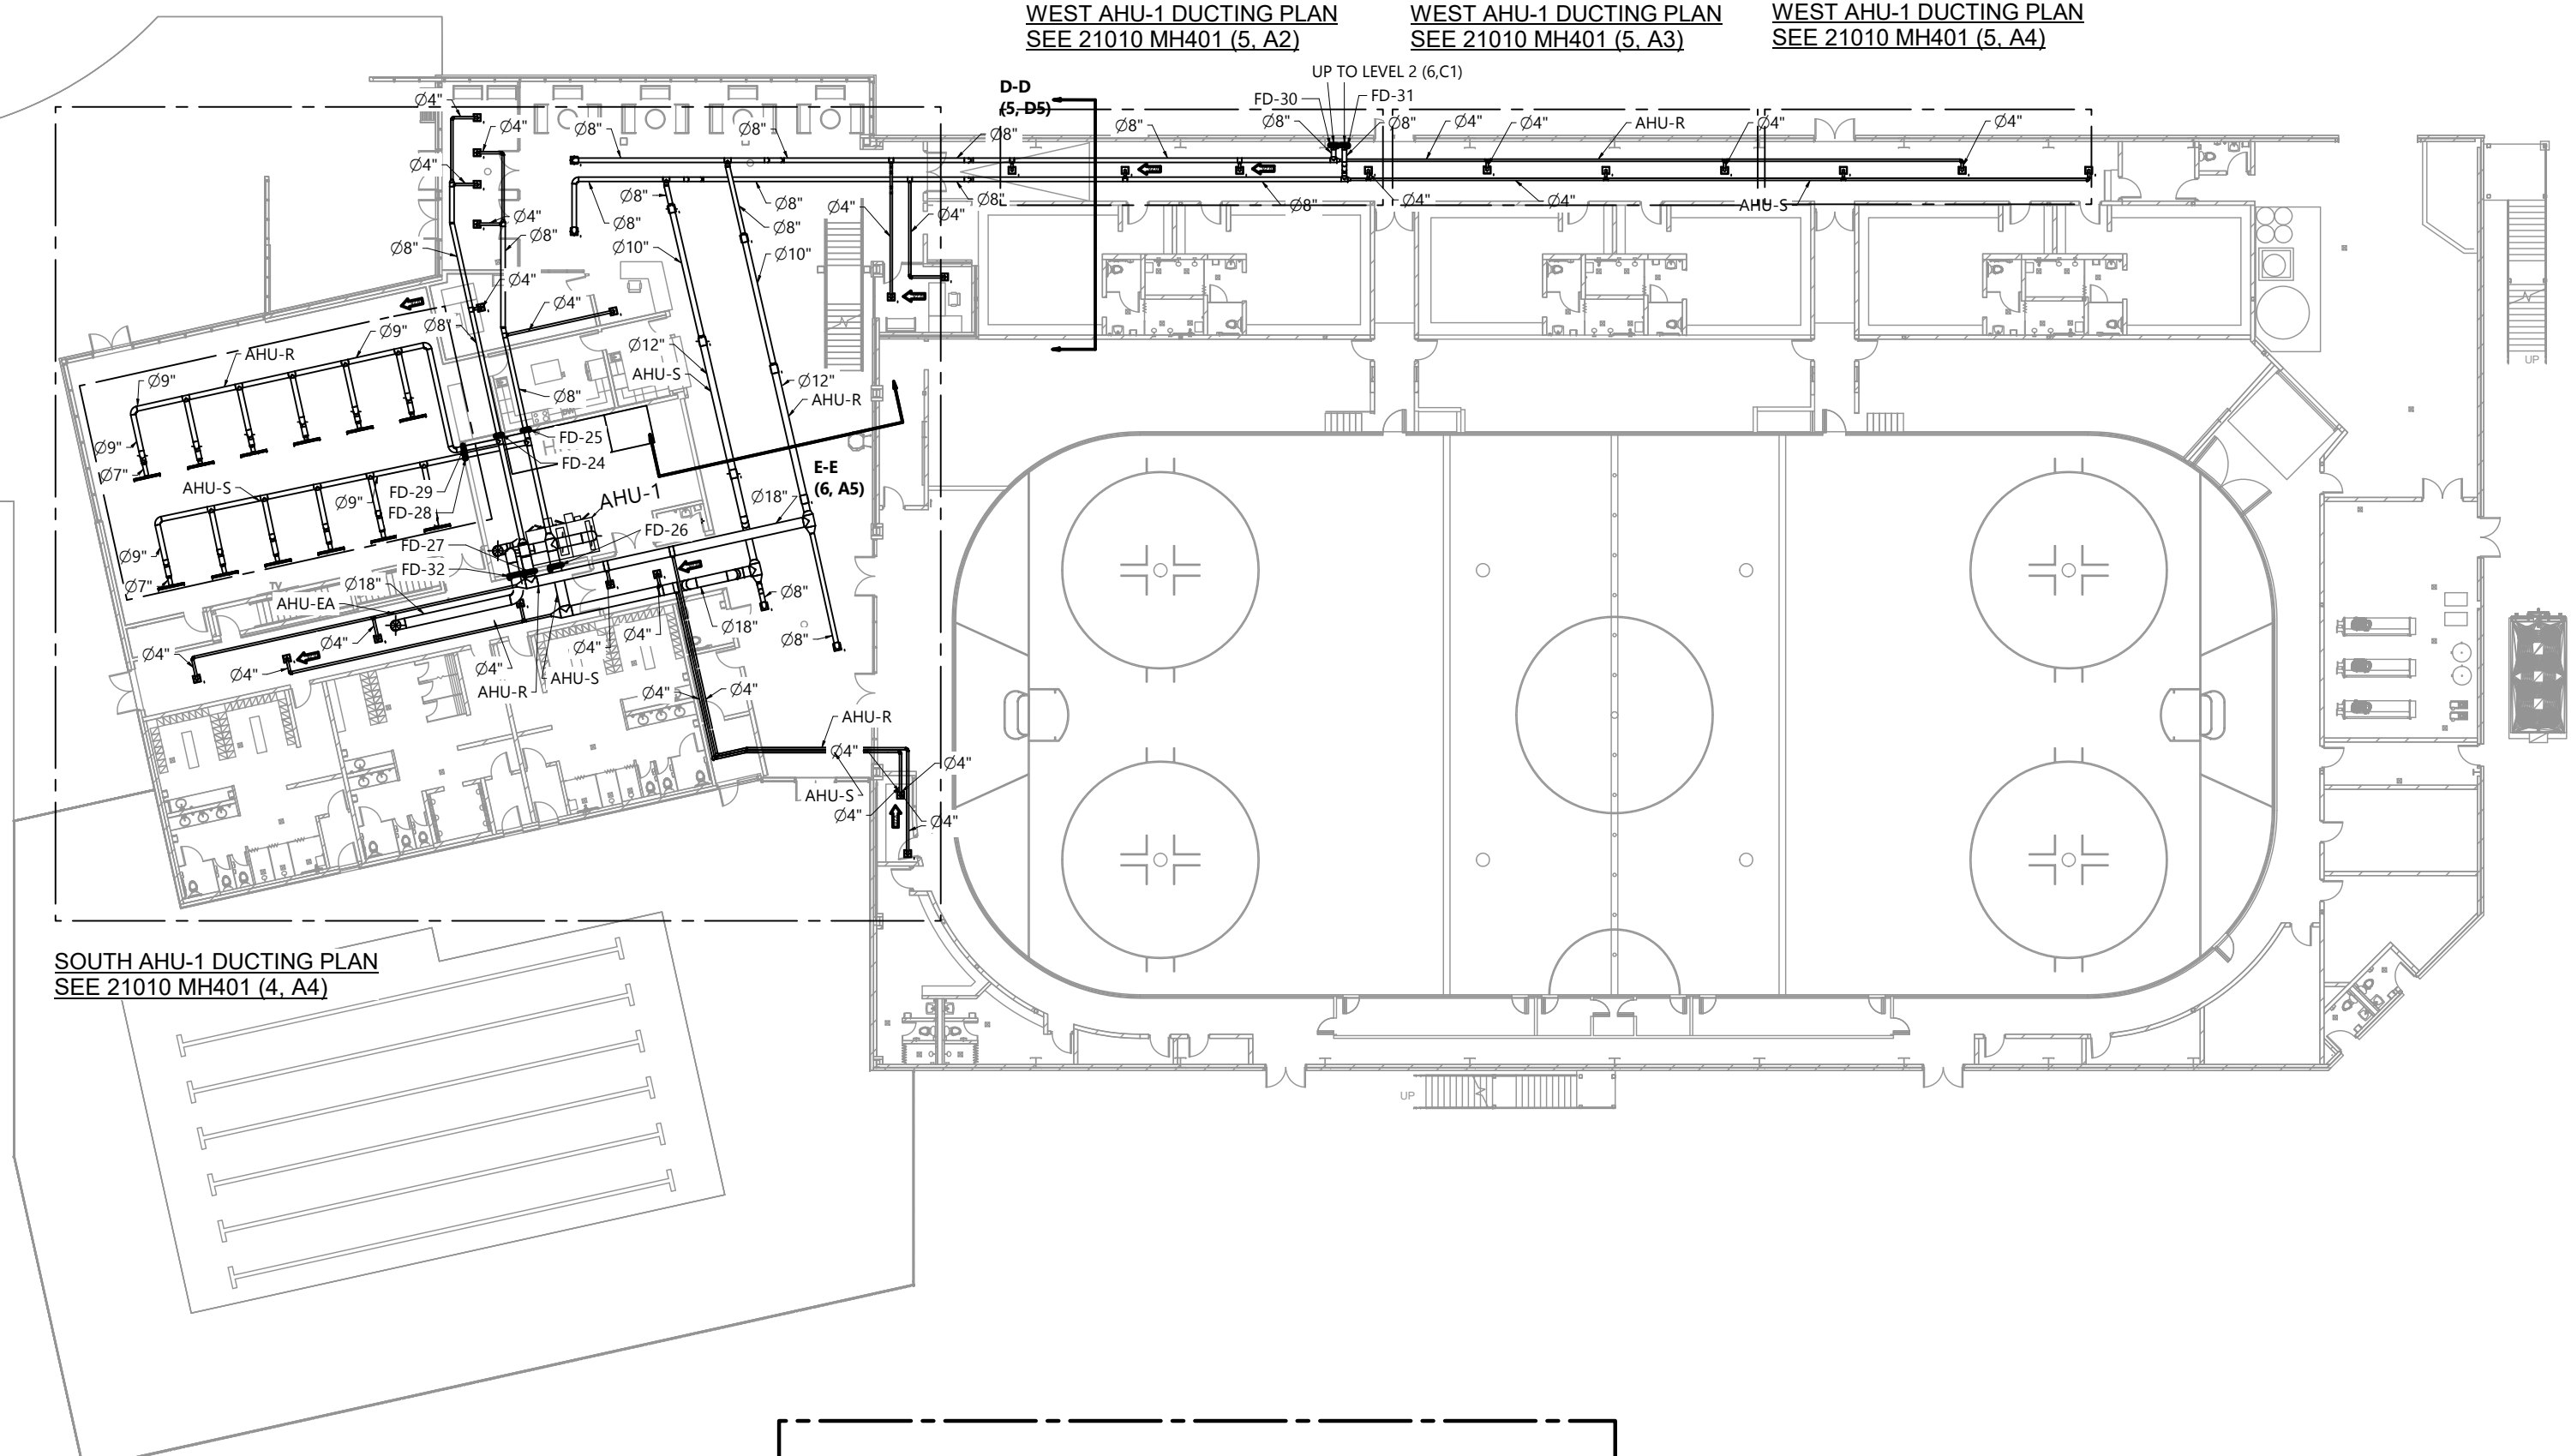 WEST AHU-1 DUCTING PLAN
SEE 21010 MH401 (5, A2)
WEST AHU-1 DUCTING PLAN
SEE 21010 MH401 (5, A3)
WEST AHU-1 DUCTING PLAN
SEE 21010 MH401 (5, A4)
UP TO LEVEL 2 (6,C1)
D-D
(5, D5)
FD-30
FD-31
Ø4"
Ø4"
Ø8"
Ø8"
Ø8"
Ø8"
Ø8"
Ø8"
Ø4"
Ø4"
AHU-R
Ø4"
Ø4"
Ø4"
Ø8"
Ø8"
Ø8"
Ø8"
Ø8"
Ø4"
Ø4"
Ø8"
Ø4"
Ø4"
AHU-S
Ø4"
Ø8"
Ø8"
Ø8"
Ø10"
Ø10"
Ø4"
Ø4"
Ø8"
Ø9"
AHU-R
Ø12"
AHU-S
Ø12"
AHU-R
Ø9"
Ø8"
UP
FD-25
FD-24
Ø9"
Ø7"
AHU-S
FD-29
Ø9"
FD-28
AHU-1
E-E
(6, A5)
Ø18"
FD-26
FD-27
FD-32
Ø9"
Ø7"
TV
Ø18"
AHU-EA
Ø8"
Ø18"
Ø8"
Ø4"
Ø4"
Ø4"
Ø4"
Ø4"
Ø4"
AHU-R
AHU-S
Ø4"
Ø4"
AHU-R
Ø4"
Ø4"
AHU-S
Ø4"
Ø4"
SOUTH AHU-1 DUCTING PLAN
SEE 21010 MH401 (4, A4)
UP